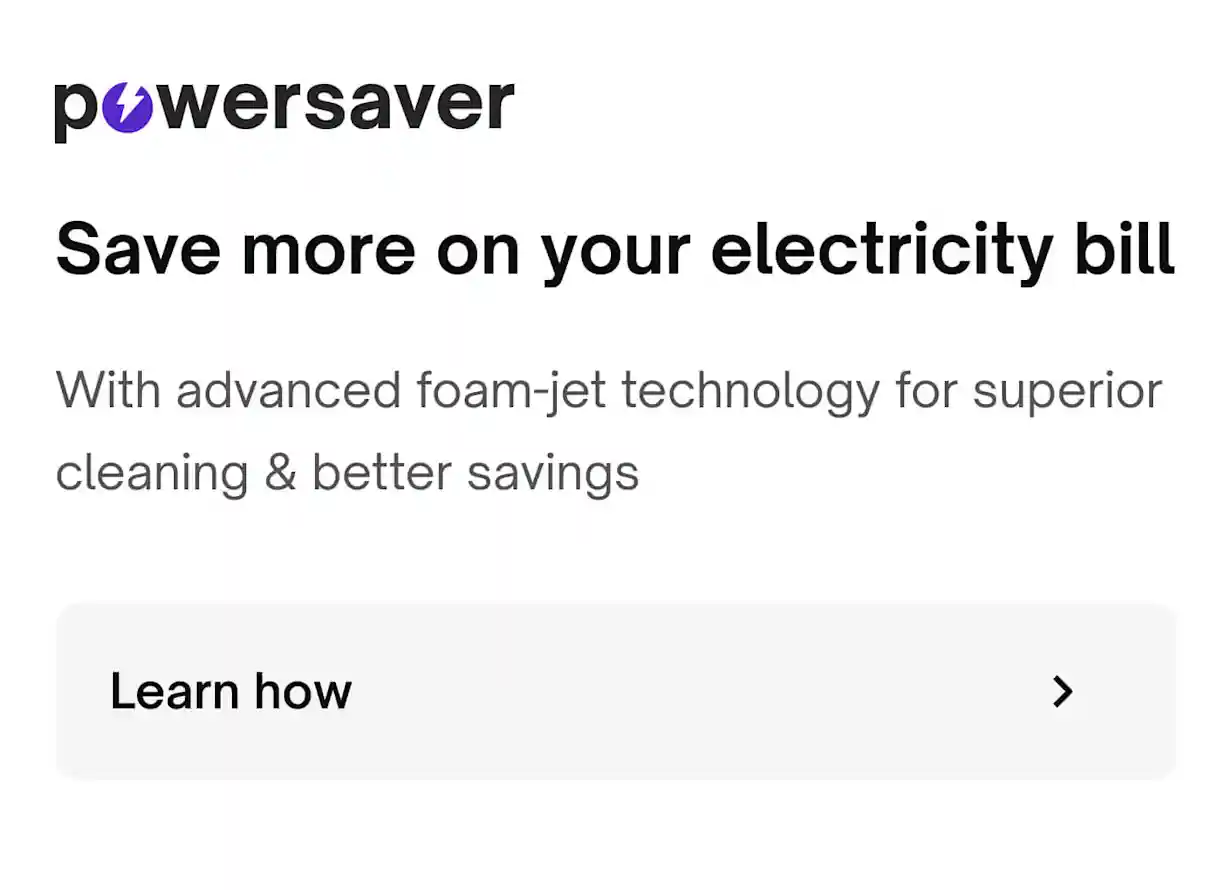 powersaver
Save more on your electricity bill
With advanced foam-jet technology for superior
cleaning & better savings
Learn how